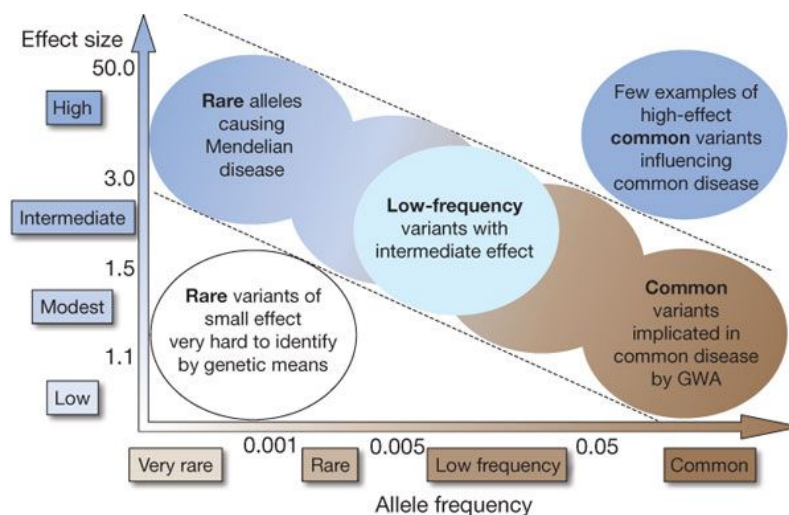 Effect size
50.0
High
3.0
Intermediate
1.5
Modest
1.1
Low
Rare alleles
causing
Mendelian
disease
Few examples of
high-effect
common variants
influencing
common disease
Low-frequency
variants with
intermediate effect
Rare variants of
small effect
very hard to identify
by genetic means
Common
variants
implicated in
common disease
by GWA
0.001
0.005
0.05
Very rare
Rare
Low frequency
Common
Allele frequency